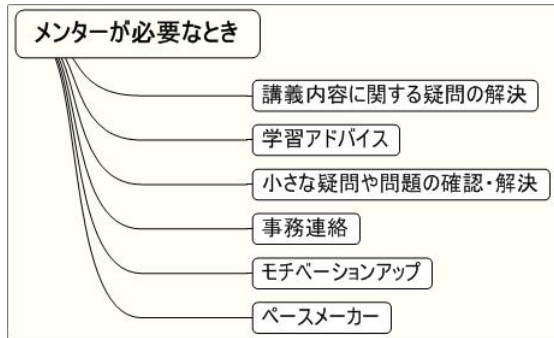 メンターが必要なとき
講義内容に関する疑問の解決
学習アドバイス
小さな疑問や問題の確認・解決
事務連絡
モチベーションアップ
ペースメーカー